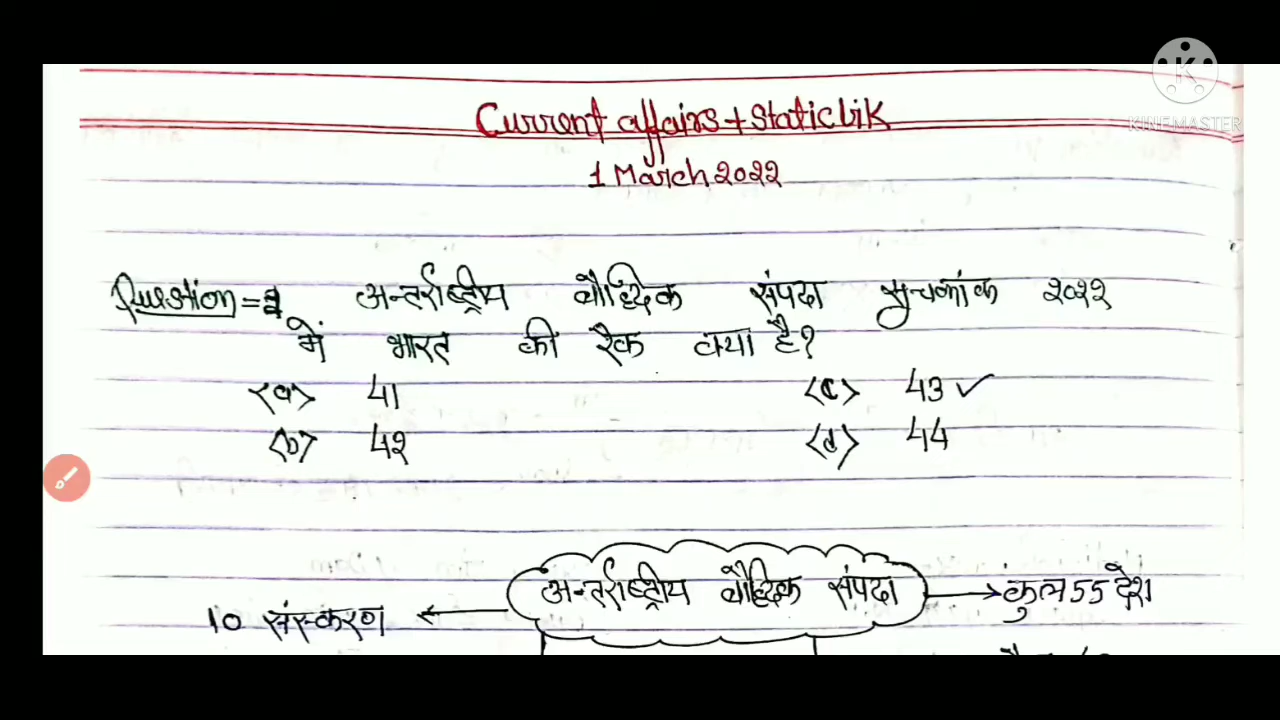 Current affairs + Static Lik
1 March 2022
Question = 1 अन्तर्राष्ट्रीय बौद्धिक संपदा सूचकांक 2022
में भारत की रैंक क्या है?
<a> 41 <c> 43 ✓
<b> 42 <d> 44
अन्तर्राष्ट्रीय बौद्धिक संपदा
10 संस्करण
कुल 55 देश
K
KINEMASTER